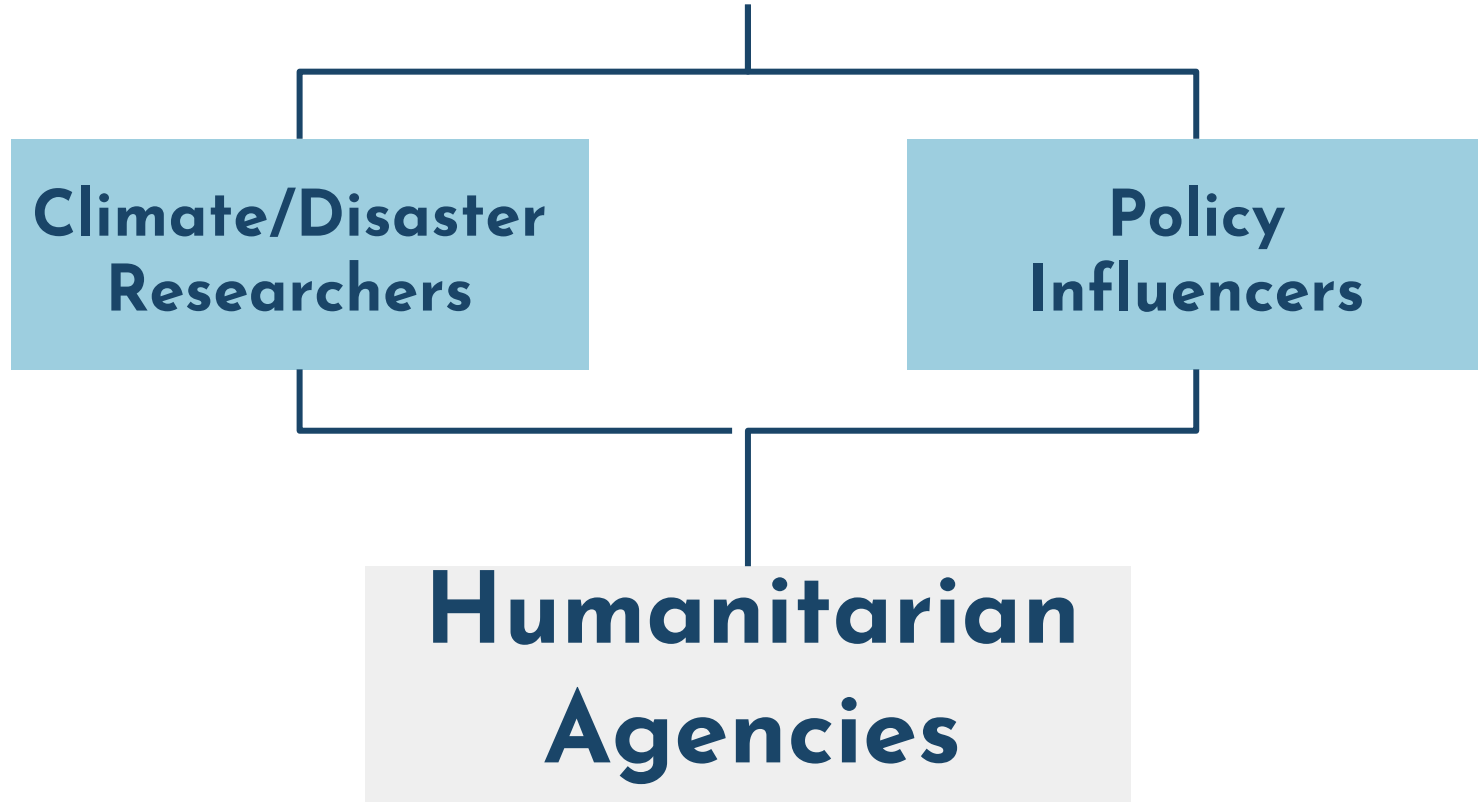 Climate/Disaster
Researchers
Policy
Influencers
Humanitarian
Agencies